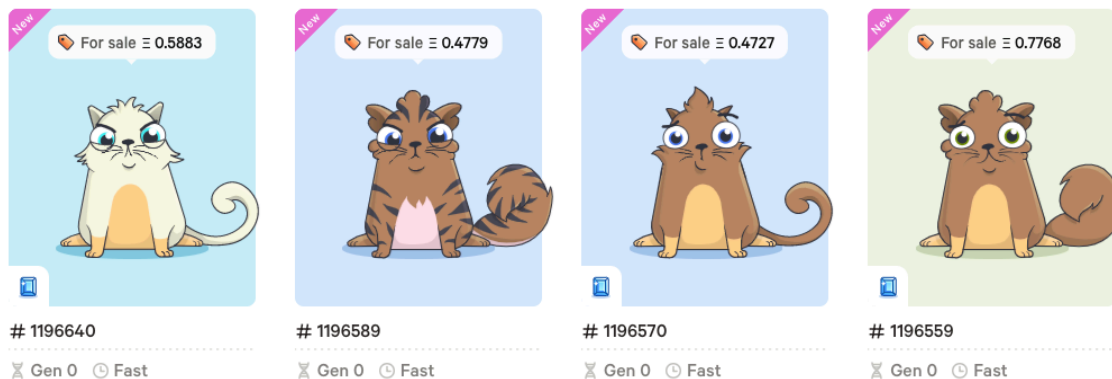 New
For sale Ξ 0.5883
# 1196640
Gen 0 Fast
New
For sale Ξ 0.4779
# 1196589
Gen 0 Fast
New
For sale Ξ 0.4727
# 1196570
Gen 0 Fast
New
For sale Ξ 0.7768
# 1196559
Gen 0 Fast